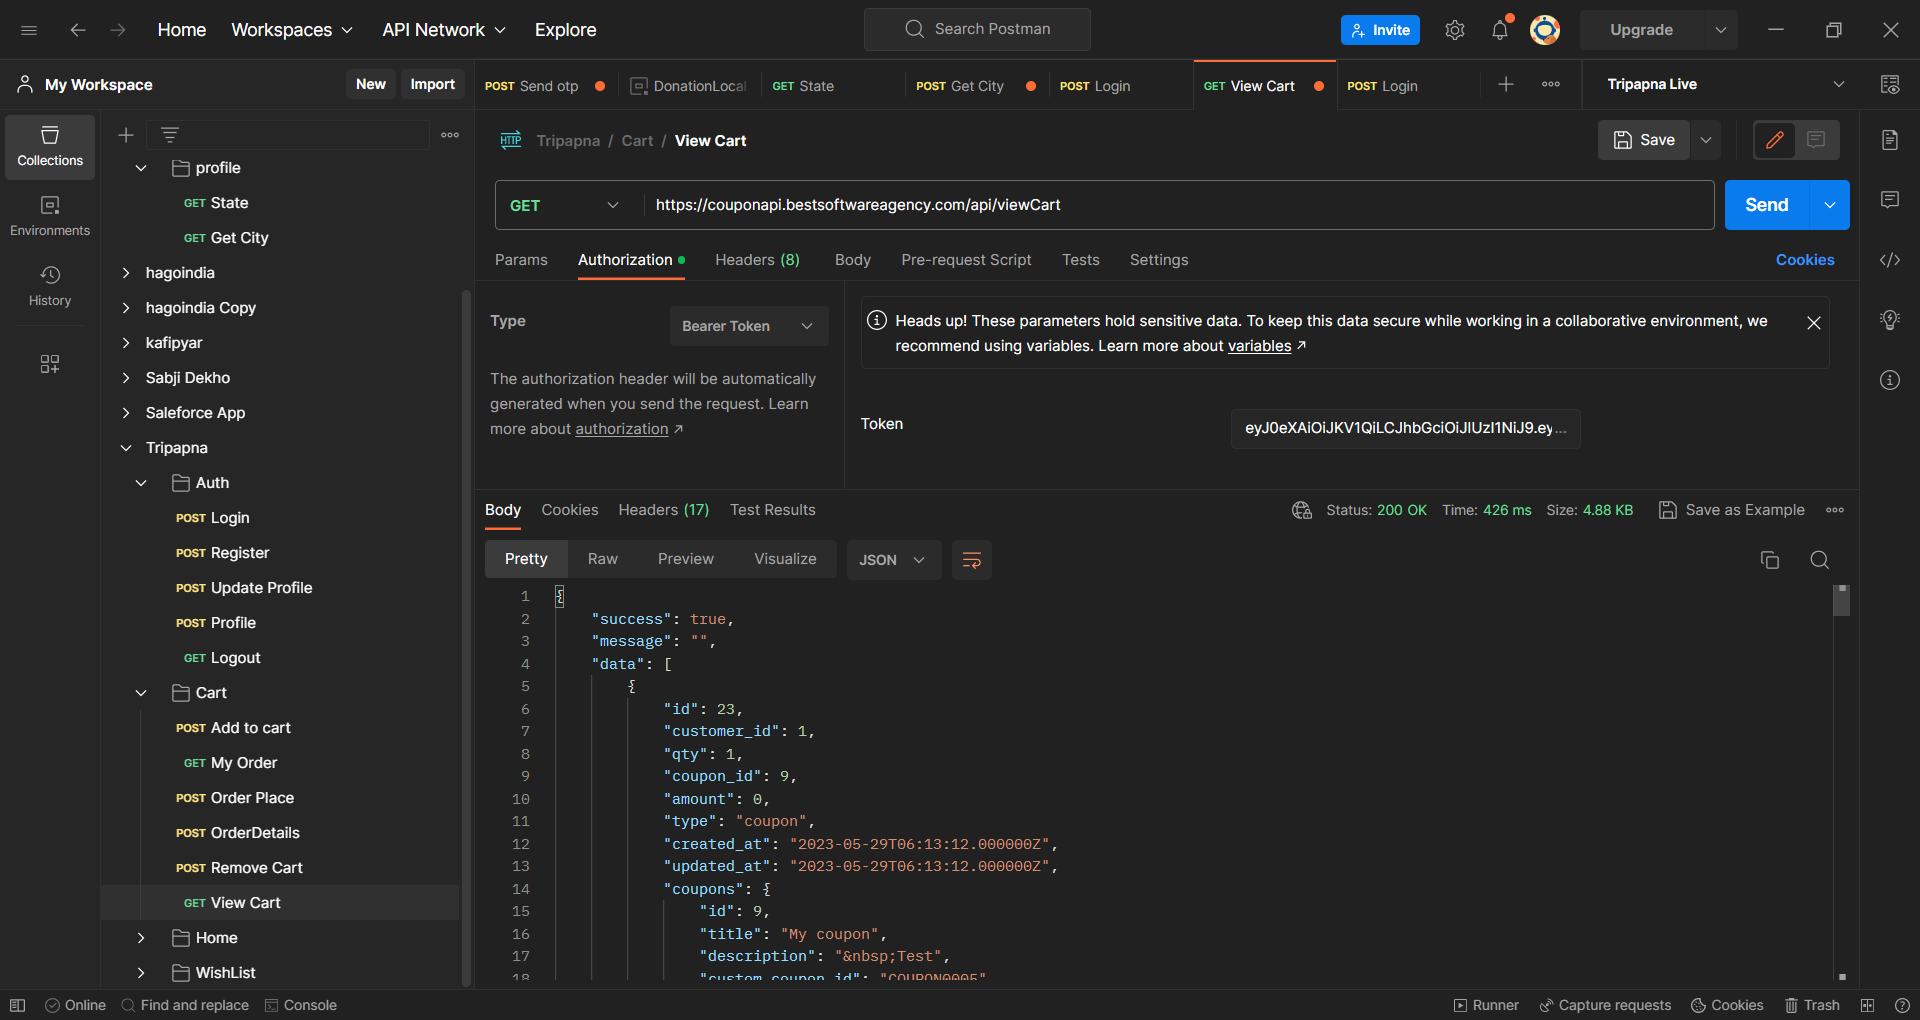 Home Workspaces API Network Explore Search Postman Invite Upgrade
My Workspace New Import POST Send otp DonationLocal GET State POST Get City POST Login GET View Cart POST Login Tripapna Live
Collections
Environments
History
profile
GET State
GET Get City
hagoindia
hagoindia Copy
kafipyar
Sabji Dekho
Saleforce App
Tripapna
Auth
POST Login
POST Register
POST Update Profile
POST Profile
GET Logout
Cart
POST Add to cart
GET My Order
POST Order Place
POST OrderDetails
POST Remove Cart
GET View Cart
Home
WishList
HTTP Tripapna / Cart / View Cart Save
GET https://couponapi.bestsoftwareagency.com/api/viewCart Send
Params Authorization Headers (8) Body Pre-request Script Tests Settings Cookies
Type Bearer Token
The authorization header will be automatically
generated when you send the request. Learn
more about authorization ↗
Heads up! These parameters hold sensitive data. To keep this data secure while working in a collaborative environment, we
recommend using variables. Learn more about variables ↗
Token eyJ0eXAiOiJKV1QiLCJhbGciOiJIUzI1NiJ9.ey...
Body Cookies Headers (17) Test Results Status: 200 OK Time: 426 ms Size: 4.88 KB Save as Example
Pretty Raw Preview Visualize JSON
1 {
2 "success": true,
3 "message": "",
4 "data": [
5 {
6 "id": 23,
7 "customer_id": 1,
8 "qty": 1,
9 "coupon_id": 9,
10 "amount": 0,
11 "type": "coupon",
12 "created_at": "2023-05-29T06:13:12.000000Z",
13 "updated_at": "2023-05-29T06:13:12.000000Z",
14 "coupons": {
15 "id": 9,
16 "title": "My coupon",
17 "description": "&nbsp;Test",
18 "custom_coupon_id": "COUPON0005"
Online Find and replace Console Runner Capture requests Cookies Trash